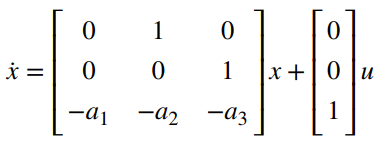 ẋ = [ 0 1 0 ; 0 0 1 ; −a₁ −a₂ −a₃ ] x + [ 0 ; 0 ; 1 ] u